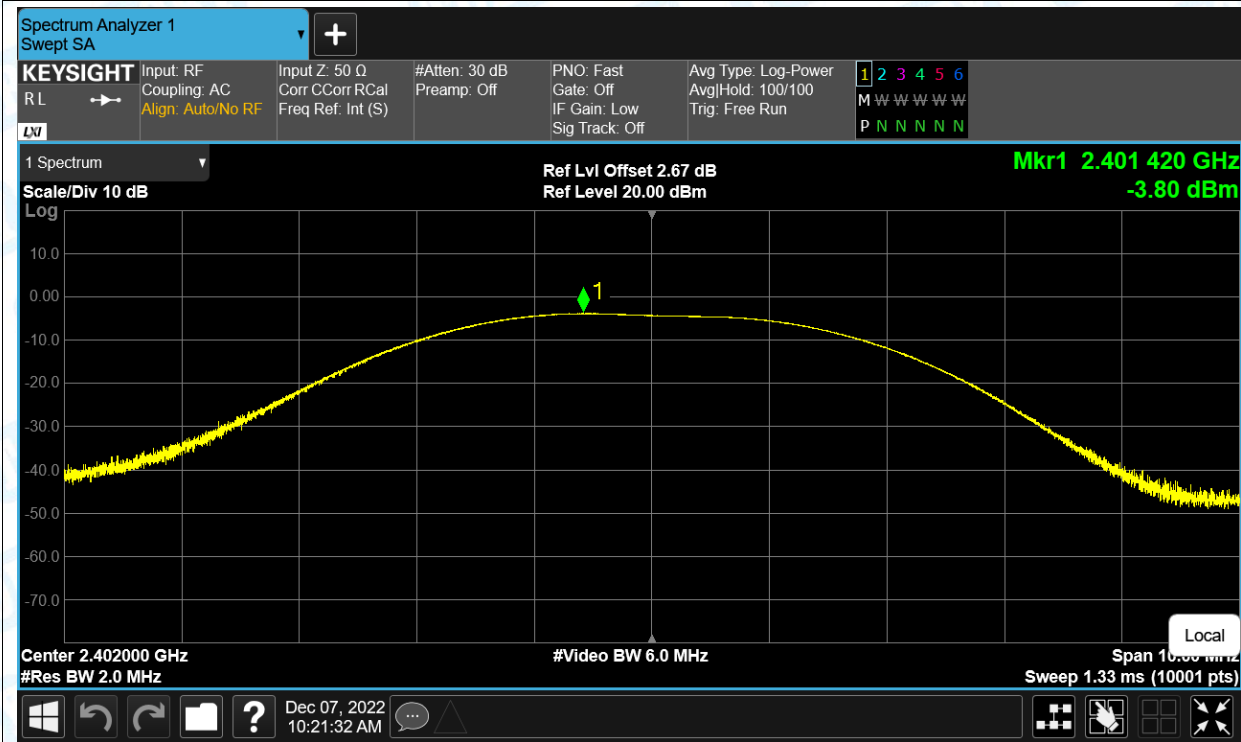 Spectrum Analyzer 1
Swept SA
+
KEYSIGHT
R L
LXI
Input: RF
Coupling: AC
Align: Auto/No RF
Input Z: 50 Ω
Corr CCorr RCal
Freq Ref: Int (S)
#Atten: 30 dB
Preamp: Off
PNO: Fast
Gate: Off
IF Gain: Low
Sig Track: Off
Avg Type: Log-Power
Avg|Hold: 100/100
Trig: Free Run
1 2 3 4 5 6
M W W W W W
P N N N N N
1 Spectrum
Scale/Div 10 dB
Log
Ref Lvl Offset 2.67 dB
Ref Level 20.00 dBm
Mkr1 2.401 420 GHz
-3.80 dBm
10.0
0.00
-10.0
-20.0
-30.0
-40.0
-50.0
-60.0
-70.0
1
Local
Center 2.402000 GHz
#Res BW 2.0 MHz
#Video BW 6.0 MHz
Span 10.00 MHz
Sweep 1.33 ms (10001 pts)
?
Dec 07, 2022
10:21:32 AM